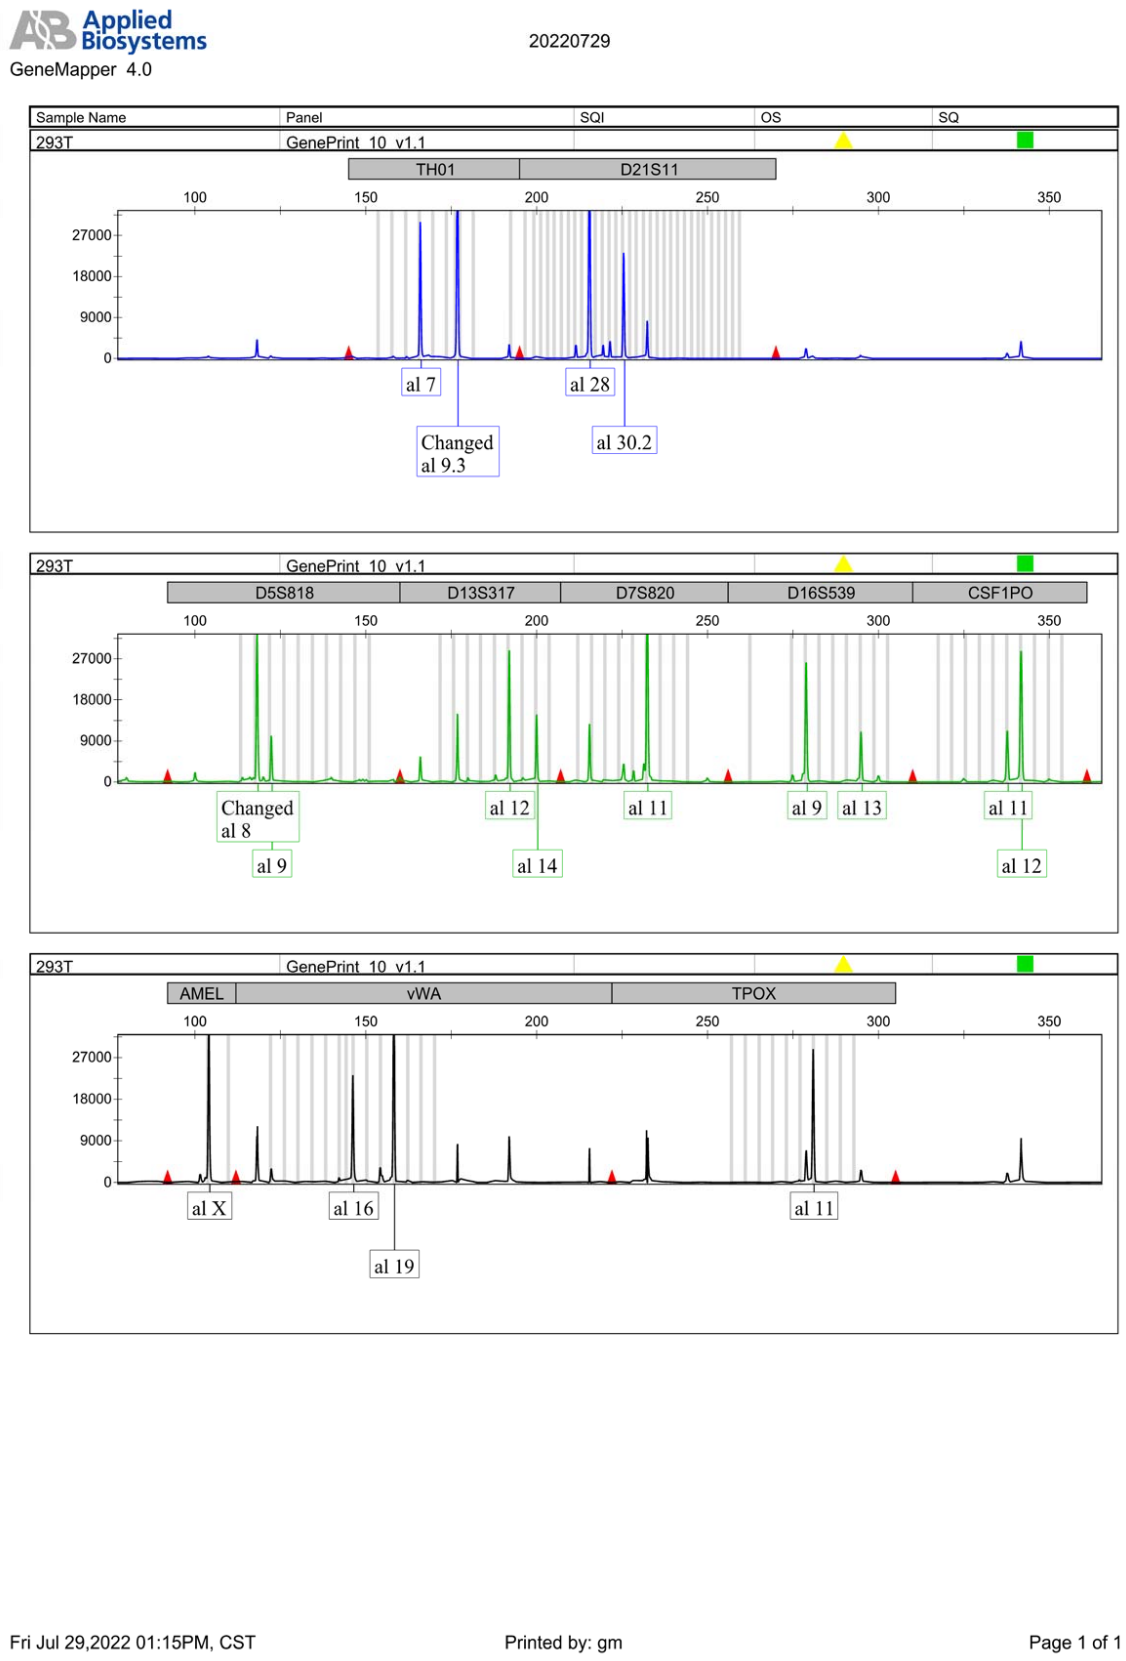 AB Applied
Biosystems
20220729
GeneMapper 4.0
Sample Name Panel SQI OS SQ
293T GenePrint_10_v1.1
TH01 D21S11
100 150 200 250 300 350
27000
18000
9000
0
al 7 al 28
Changed
al 9.3
al 30.2
293T GenePrint_10_v1.1
D5S818 D13S317 D7S820 D16S539 CSF1PO
100 150 200 250 300 350
27000
18000
9000
0
Changed
al 8
al 12 al 11 al 9 al 13 al 11
al 9 al 14 al 12
293T GenePrint_10_v1.1
AMEL vWA TPOX
100 150 200 250 300 350
27000
18000
9000
0
al X al 16 al 11
al 19
Fri Jul 29,2022 01:15PM, CST Printed by: gm Page 1 of 1